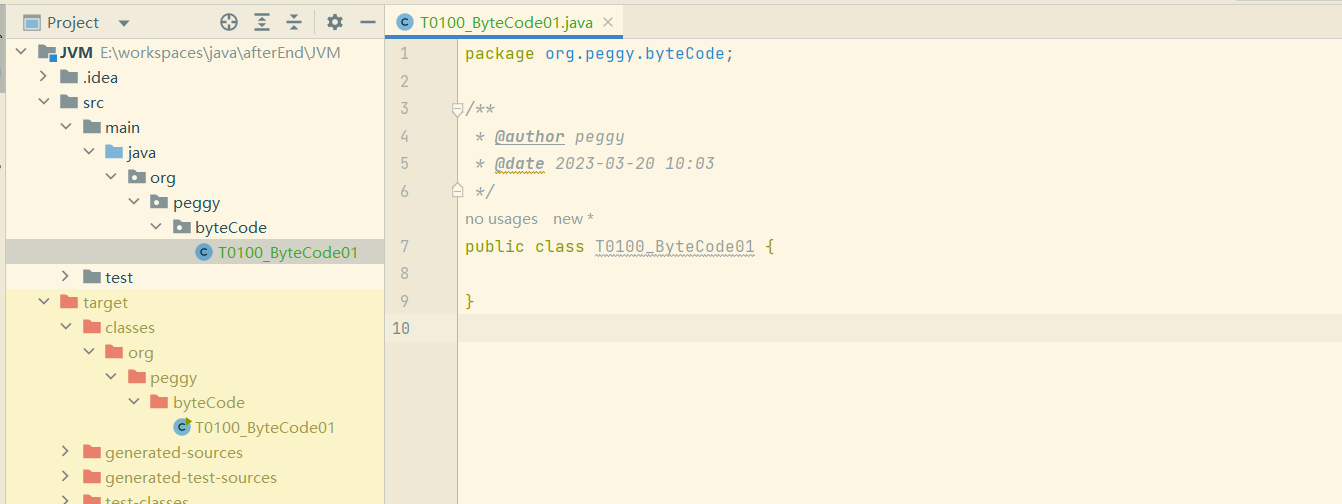 Project
T0100_ByteCode01.java
JVM E:\workspaces\java\afterEnd\JVM
.idea
src
main
java
org
peggy
byteCode
T0100_ByteCode01
test
target
classes
org
peggy
byteCode
T0100_ByteCode01
generated-sources
generated-test-sources
test-classes
1 package org.peggy.byteCode;
2
3 /**
4 * @author peggy
5 * @date 2023-03-20 10:03
6 */
no usages new *
7 public class T0100_ByteCode01 {
8
9 }
10